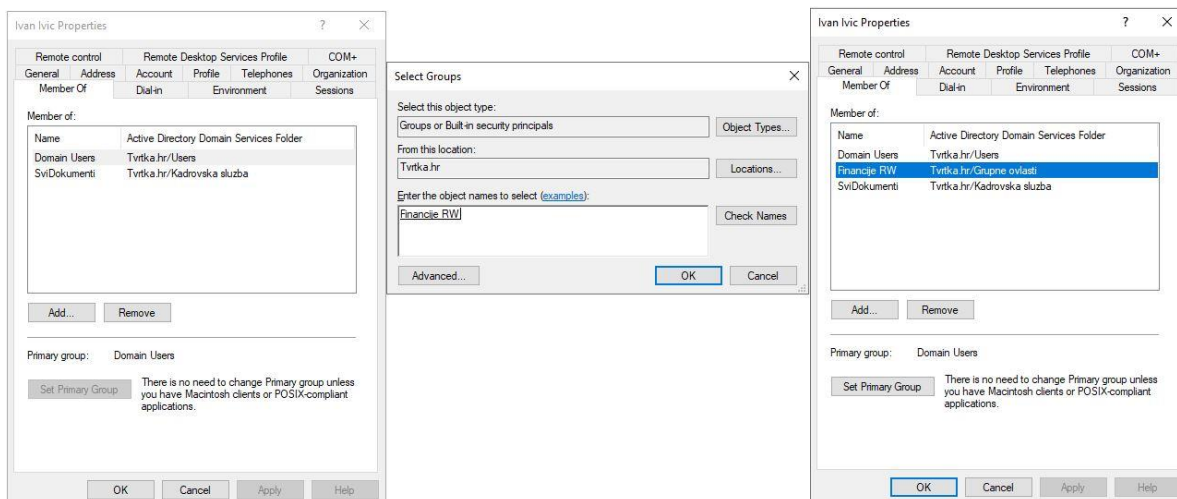 Ivan Ivic Properties
? ×
Remote control Remote Desktop Services Profile COM+
General Address Account Profile Telephones Organization
Member Of Dial-in Environment Sessions
Member of:
Name Active Directory Domain Services Folder
Domain Users Tvrtka.hr/Users
SviDokumenti Tvrtka.hr/Kadrovska sluzba
Add... Remove
Primary group: Domain Users
Set Primary Group
There is no need to change Primary group unless
you have Macintosh clients or POSIX-compliant
applications.
OK Cancel Apply Help
Select Groups
×
Select this object type:
Groups or Built-in security principals Object Types...
From this location:
Tvrtka.hr Locations...
Enter the object names to select (examples):
Financije RW Check Names
Advanced... OK Cancel
Ivan Ivic Properties
? ×
Remote control Remote Desktop Services Profile COM+
General Address Account Profile Telephones Organization
Member Of Dial-in Environment Sessions
Member of:
Name Active Directory Domain Services Folder
Domain Users Tvrtka.hr/Users
Financije RW Tvrtka.hr/Grupne ovlasti
SviDokumenti Tvrtka.hr/Kadrovska sluzba
Add... Remove
Primary group: Domain Users
Set Primary Group
There is no need to change Primary group unless
you have Macintosh clients or POSIX-compliant
applications.
OK Cancel Apply Help